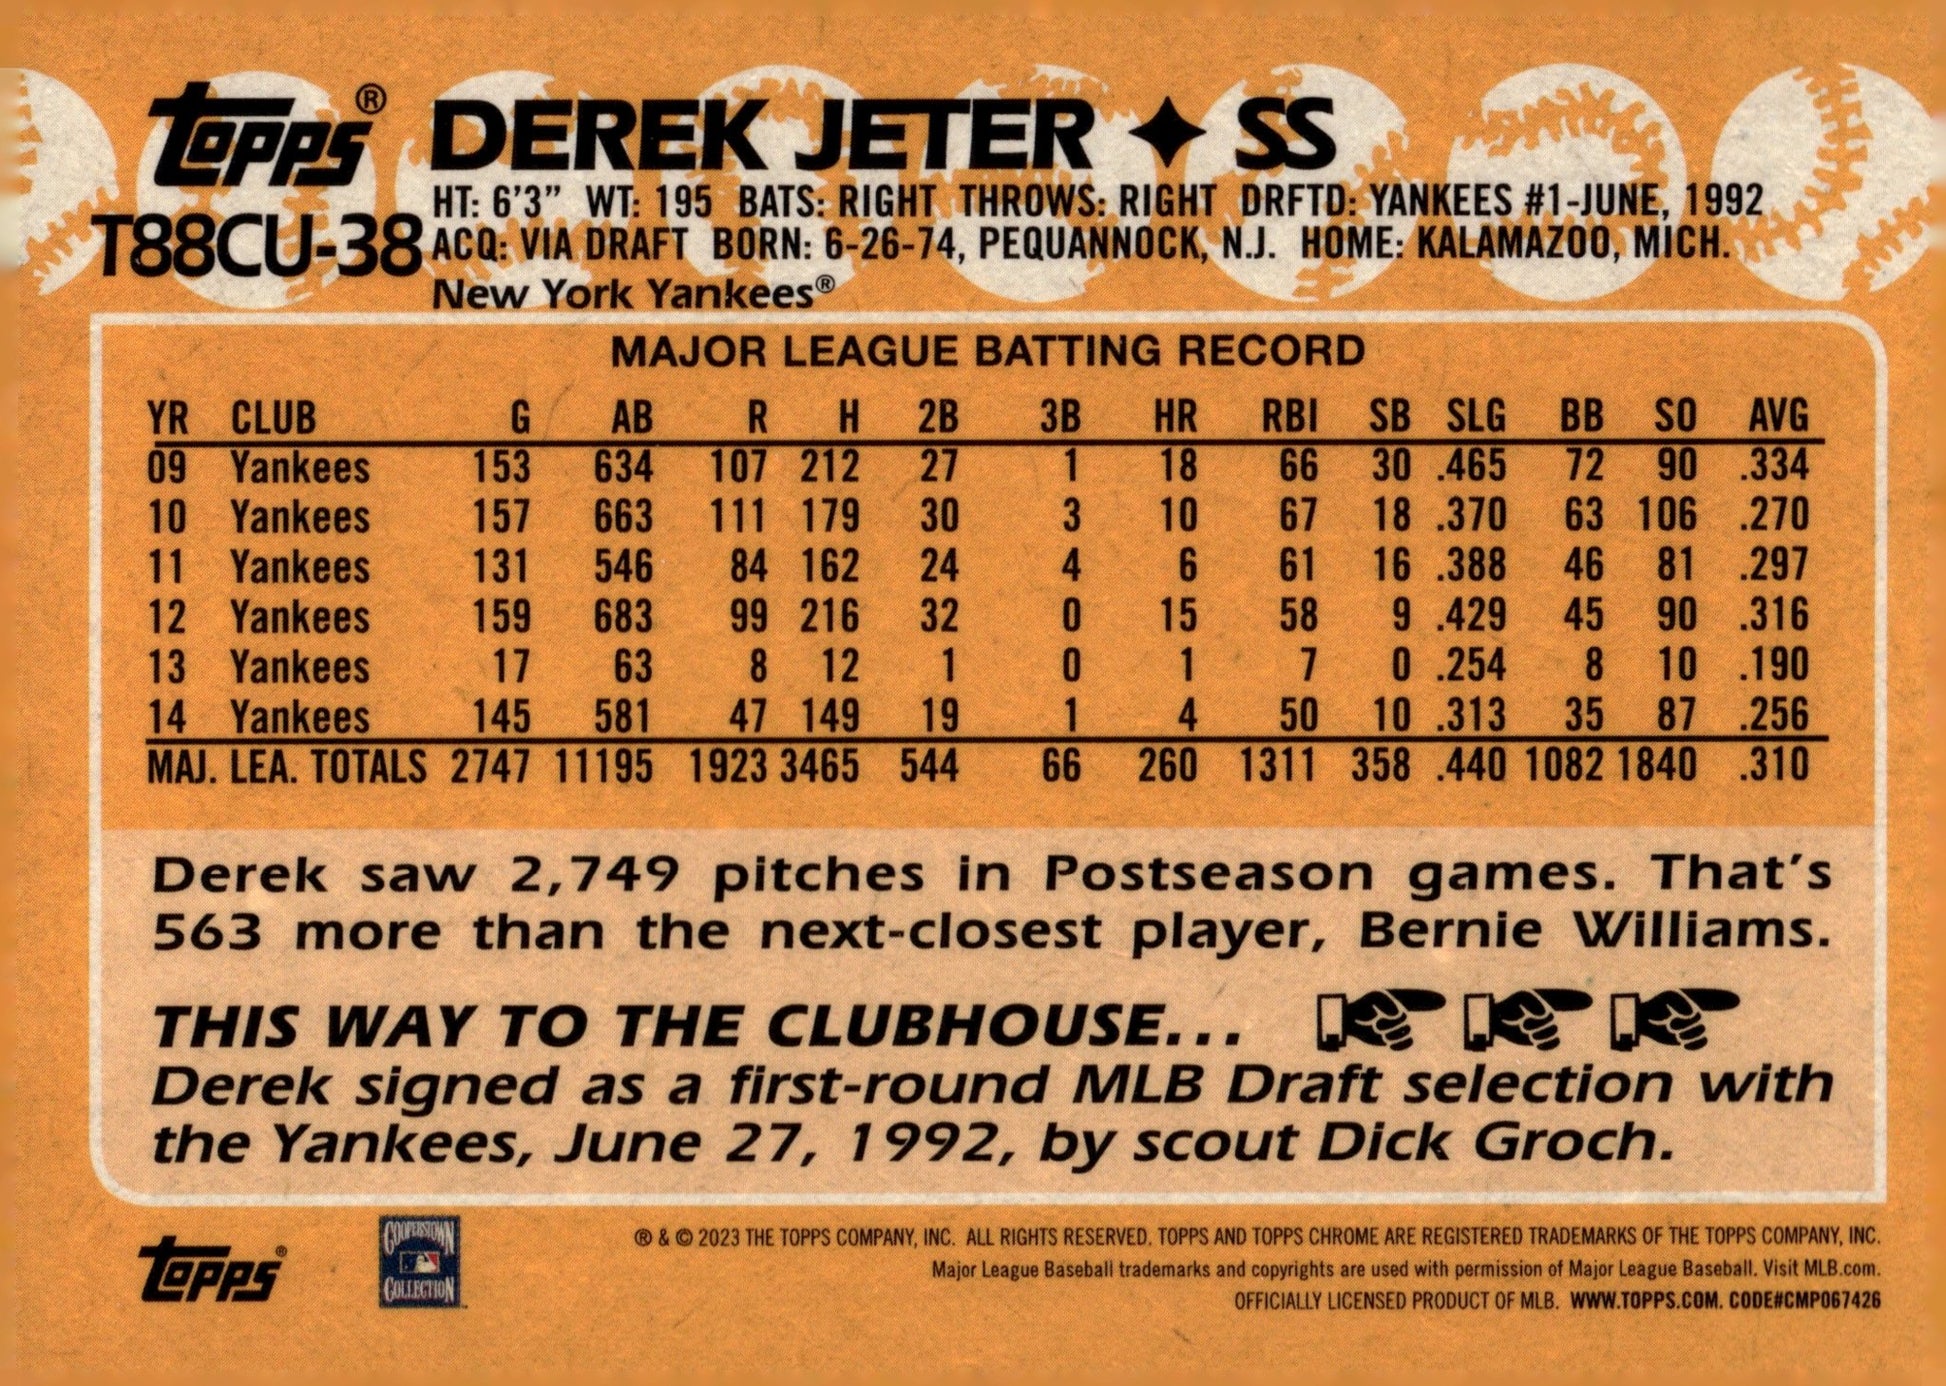 topps®
DEREK JETER ✦ SS
T88CU-38
HT: 6'3" WT: 195 BATS: RIGHT THROWS: RIGHT DRFTD: YANKEES #1-JUNE, 1992
ACQ: VIA DRAFT BORN: 6-26-74, PEQUANNOCK, N.J. HOME: KALAMAZOO, MICH.
New York Yankees®
MAJOR LEAGUE BATTING RECORD
YR CLUB G AB R H 2B 3B HR RBI SB SLG BB SO AVG
09 Yankees 153 634 107 212 27 1 18 66 30 .465 72 90 .334
10 Yankees 157 663 111 179 30 3 10 67 18 .370 63 106 .270
11 Yankees 131 546 84 162 24 4 6 61 16 .388 46 81 .297
12 Yankees 159 683 99 216 32 0 15 58 9 .429 45 90 .316
13 Yankees 17 63 8 12 1 0 1 7 0 .254 8 10 .190
14 Yankees 145 581 47 149 19 1 4 50 10 .313 35 87 .256
MAJ. LEA. TOTALS 2747 11195 1923 3465 544 66 260 1311 358 .440 1082 1840 .310
Derek saw 2,749 pitches in Postseason games. That's
563 more than the next-closest player, Bernie Williams.
THIS WAY TO THE CLUBHOUSE...
Derek signed as a first-round MLB Draft selection with
the Yankees, June 27, 1992, by scout Dick Groch.
topps®
COOPERSTOWN
COLLECTION
® & © 2023 THE TOPPS COMPANY, INC. ALL RIGHTS RESERVED. TOPPS AND TOPPS CHROME ARE REGISTERED TRADEMARKS OF THE TOPPS COMPANY, INC.
Major League Baseball trademarks and copyrights are used with permission of Major League Baseball. Visit MLB.com.
OFFICIALLY LICENSED PRODUCT OF MLB. WWW.TOPPS.COM. CODE#CMP067426